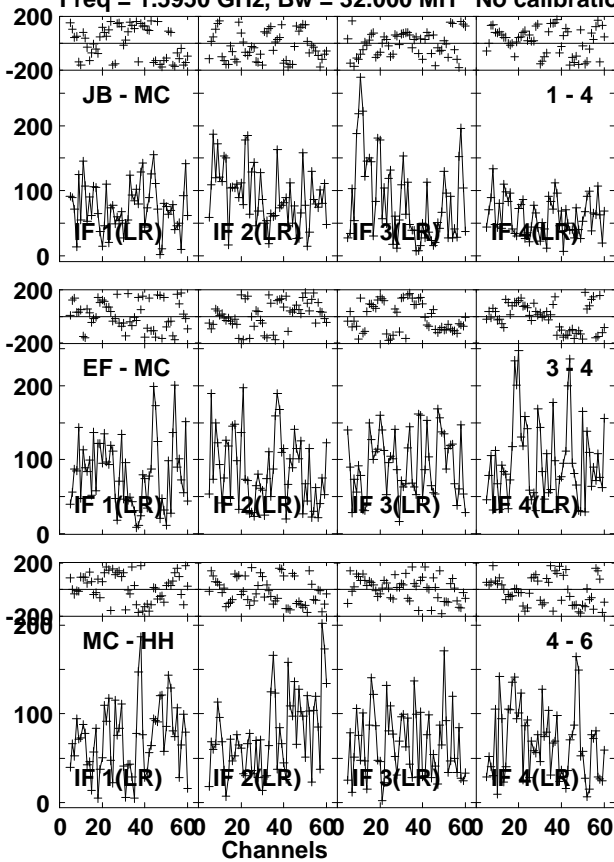 Freq = 1.5950 GHz, Bw = 32.000 MH No calibratio
200
-200
JB - MC
1 - 4
200
100
0
IF 1(LR) IF 2(LR) IF 3(LR) IF 4(LR)
200
-200
EF - MC
3 - 4
200
100
0
IF 1(LR) IF 2(LR) IF 3(LR) IF 4(LR)
200
-200
200
MC - HH
4 - 6
100
0
IF 1(LR) IF 2(LR) IF 3(LR) IF 4(LR)
0 20 40 60 0 20 40 60 0 20 40 60 0 20 40 60
Channels